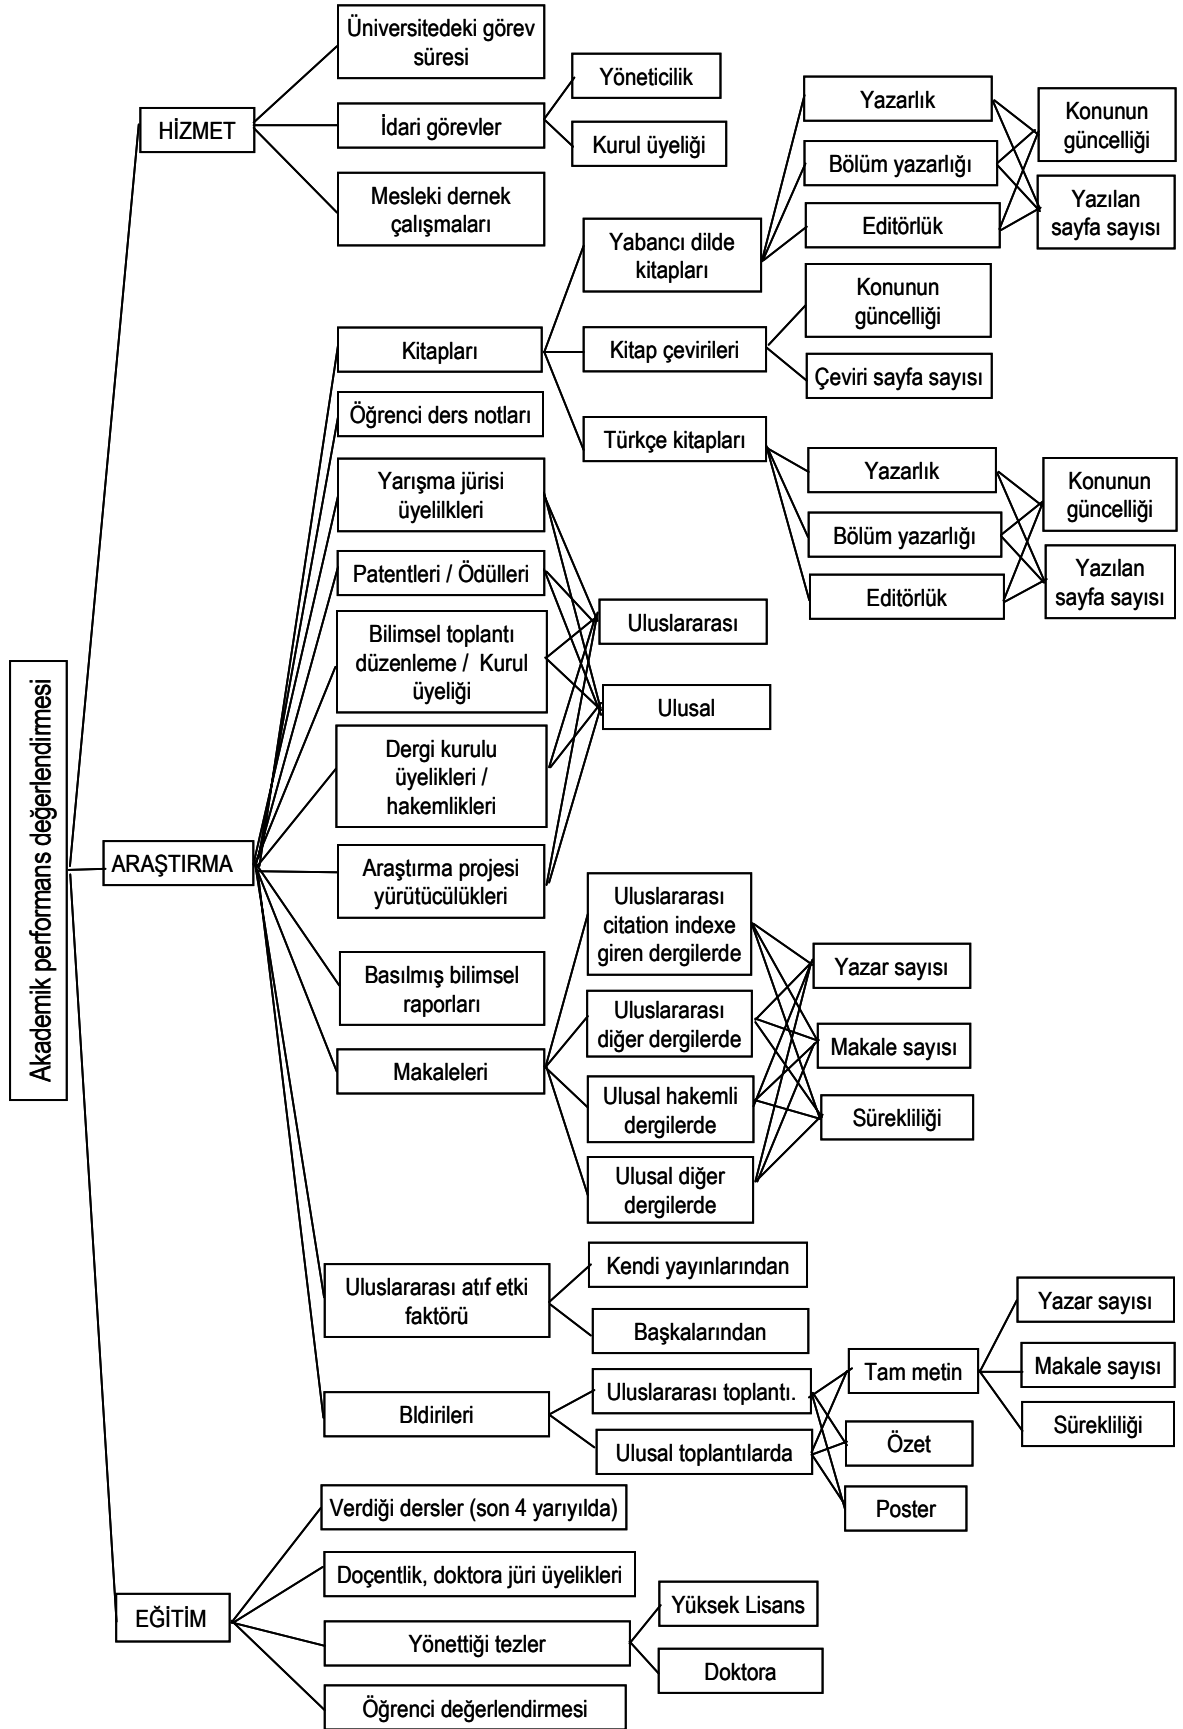 Akademik performans değerlendirmesi
HİZMET
Üniversitedeki görev
süresi
İdari görevler
Yöneticilik
Kurul üyeliği
Mesleki dernek
çalışmaları
ARAŞTIRMA
Kitapları
Yabancı dilde
kitapları
Yazarlık
Bölüm yazarlığı
Editörlük
Konunun
güncelliği
Yazılan
sayfa sayısı
Kitap çevirileri
Konunun
güncelliği
Çeviri sayfa sayısı
Türkçe kitapları
Yazarlık
Bölüm yazarlığı
Editörlük
Konunun
güncelliği
Yazılan
sayfa sayısı
Öğrenci ders notları
Yarışma jürisi
üyelilkleri
Patentleri / Ödülleri
Bilimsel toplantı
düzenleme / Kurul
üyeliği
Dergi kurulu
üyelikleri /
hakemlikleri
Araştırma projesi
yürütücülükleri
Uluslararası
Ulusal
Basılmış bilimsel
raporları
Makaleleri
Uluslararası
citation indexe
giren dergilerde
Uluslararası
diğer dergilerde
Ulusal hakemli
dergilerde
Ulusal diğer
dergilerde
Yazar sayısı
Makale sayısı
Sürekliliği
Uluslararası atıf etki
faktörü
Kendi yayınlarından
Başkalarından
Bldirileri
Uluslararası toplantı.
Ulusal toplantılarda
Tam metin
Özet
Poster
Yazar sayısı
Makale sayısı
Sürekliliği
EĞİTİM
Verdiği dersler (son 4 yarıyılda)
Doçentlik, doktora jüri üyelikleri
Yönettiği tezler
Yüksek Lisans
Doktora
Öğrenci değerlendirmesi